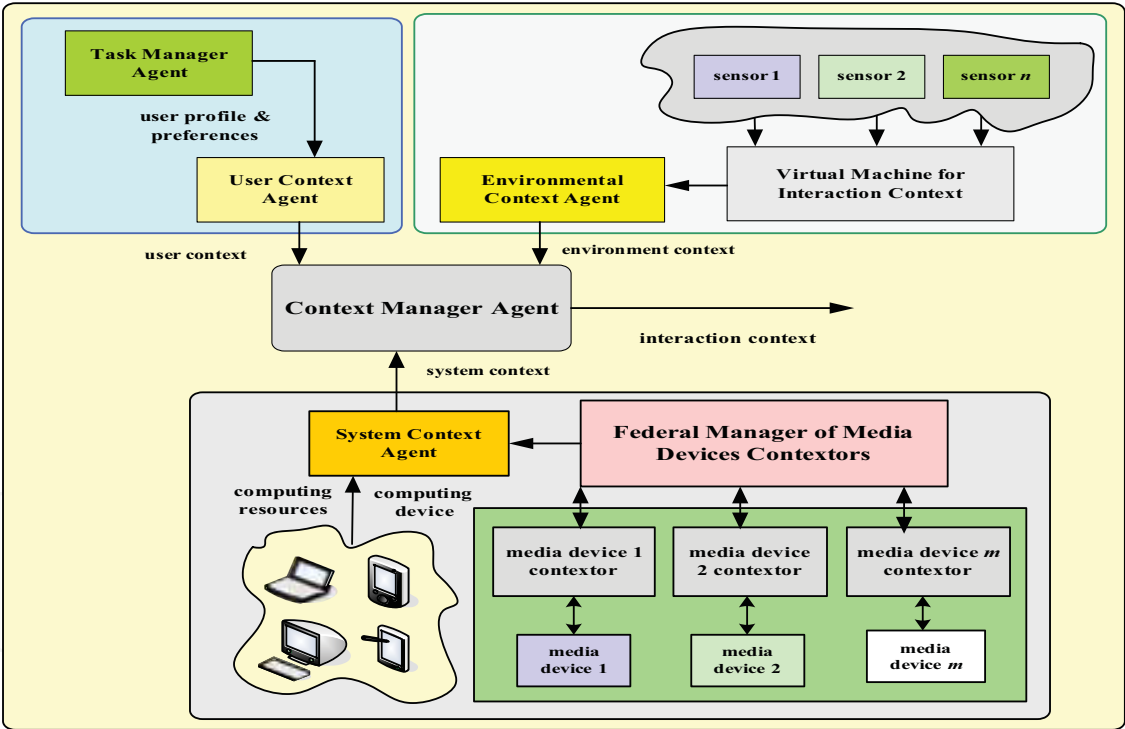 Task Manager
Agent
user profile &
preferences
User Context
Agent
user context
sensor 1
sensor 2
sensor n
Virtual Machine for
Interaction Context
Environmental
Context Agent
environment context
Context Manager Agent
interaction context
system context
System Context
Agent
Federal Manager of Media
Devices Contextors
computing
resources
computing
device
media device 1
contextor
media device
2 contextor
media device m
contextor
media
device 1
media
device 2
media
device m